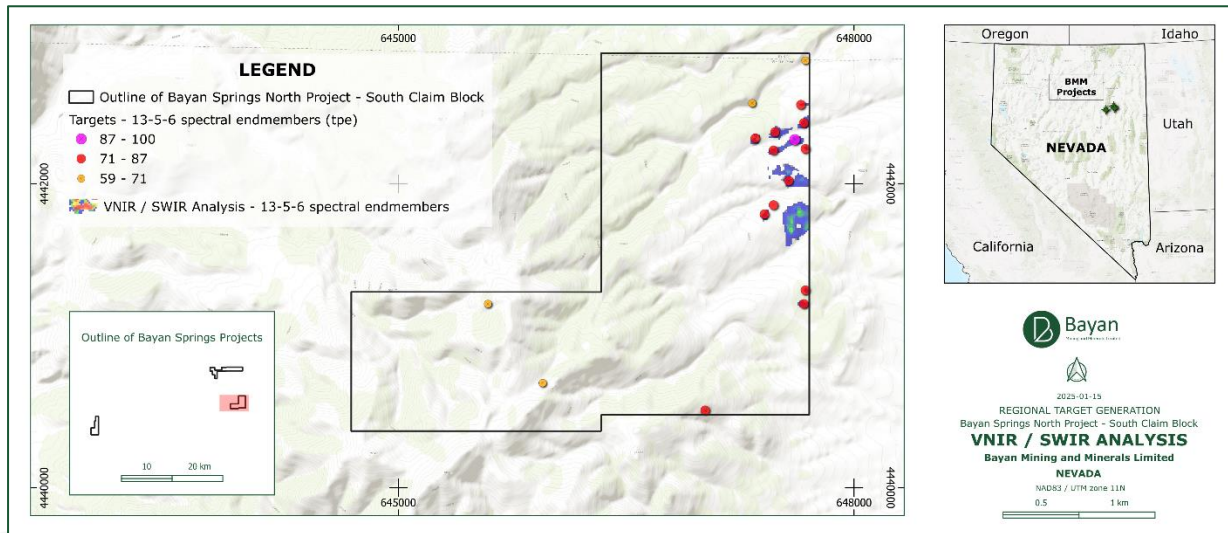 645000
648000
LEGEND
Outline of Bayan Springs North Project - South Claim Block
Targets - 13-5-6 spectral endmembers (tpe)
87 - 100
71 - 87
59 - 71
VNIR / SWIR Analysis - 13-5-6 spectral endmembers
4442000
4442000
Outline of Bayan Springs Projects
10 20 km
4440000
4440000
645000
648000
Oregon
Idaho
BMM
Projects
NEVADA
Utah
California
Arizona
Bayan
Mining and Minerals Limited
2025-01-15
REGIONAL TARGET GENERATION
Bayan Springs North Project - South Claim Block
VNIR / SWIR ANALYSIS
Bayan Mining and Minerals Limited
NEVADA
NAD83 / UTM zone 11N
0.5 1 km